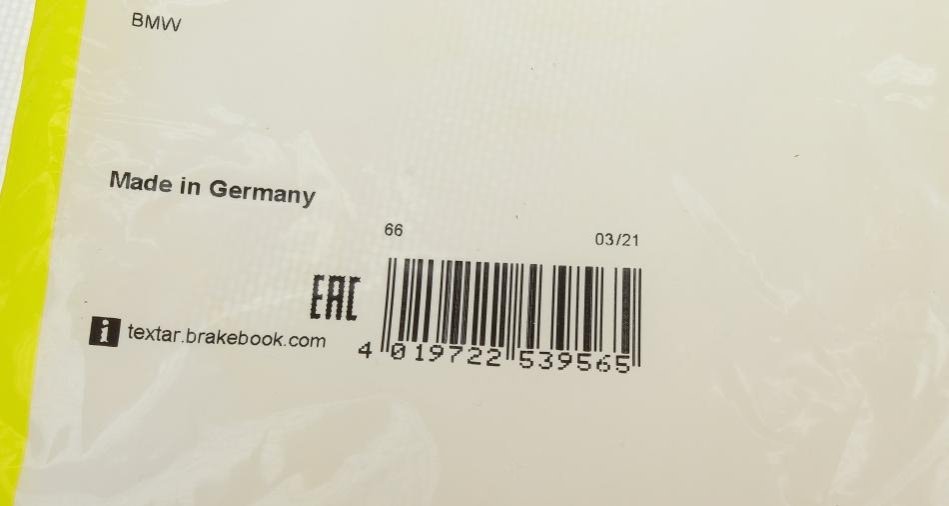 BMW
Made in Germany
66 03/21
EAC
i textar.brakebook.com
4 019722 539565